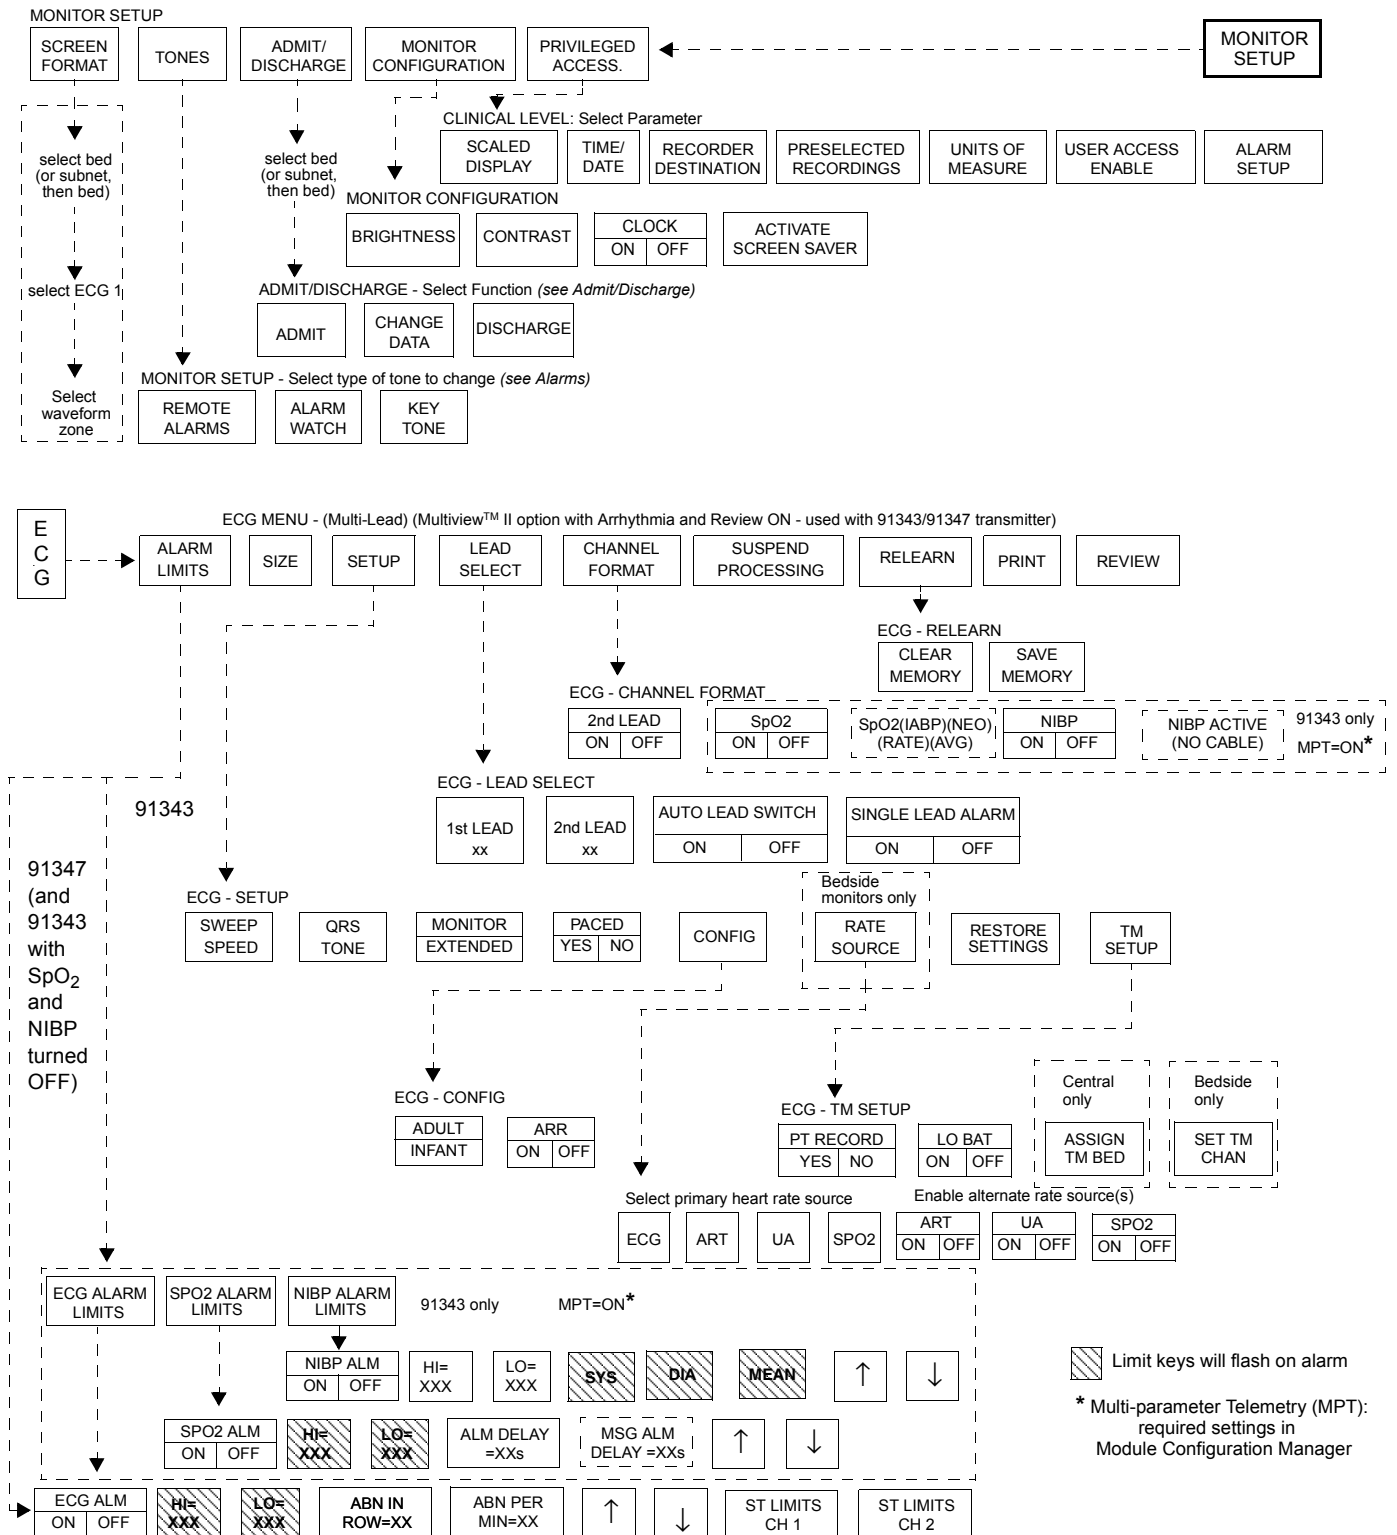 MONITOR SETUP
SCREEN
FORMAT
TONES
ADMIT/
DISCHARGE
MONITOR
CONFIGURATION
PRIVILEGED
ACCESS.
MONITOR
SETUP
CLINICAL LEVEL: Select Parameter
SCALED
DISPLAY
TIME/
DATE
RECORDER
DESTINATION
PRESELECTED
RECORDINGS
UNITS OF
MEASURE
USER ACCESS
ENABLE
ALARM
SETUP
select bed
(or subnet,
then bed)
select bed
(or subnet,
then bed)
MONITOR CONFIGURATION
BRIGHTNESS
CONTRAST
CLOCK
ON OFF
ACTIVATE
SCREEN SAVER
select ECG 1
ADMIT/DISCHARGE - Select Function (see Admit/Discharge)
ADMIT
CHANGE
DATA
DISCHARGE
MONITOR SETUP - Select type of tone to change (see Alarms)
Select
waveform
zone
REMOTE
ALARMS
ALARM
WATCH
KEY
TONE
E
C
G
ECG MENU - (Multi-Lead) (Multiview™ II option with Arrhythmia and Review ON - used with 91343/91347 transmitter)
ALARM
LIMITS
SIZE
SETUP
LEAD
SELECT
CHANNEL
FORMAT
SUSPEND
PROCESSING
RELEARN
PRINT
REVIEW
ECG - RELEARN
CLEAR
MEMORY
SAVE
MEMORY
ECG - CHANNEL FORMAT
2nd LEAD
ON OFF
SpO2
ON OFF
SpO2(IABP)(NEO)
(RATE)(AVG)
NIBP
ON OFF
NIBP ACTIVE
(NO CABLE)
91343 only
MPT=ON*
ECG - LEAD SELECT
1st LEAD
xx
2nd LEAD
xx
AUTO LEAD SWITCH
ON OFF
SINGLE LEAD ALARM
ON OFF
91343
91347
(and
91343
with
SpO2
and
NIBP
turned
OFF)
ECG - SETUP
SWEEP
SPEED
QRS
TONE
MONITOR
EXTENDED
PACED
YES NO
CONFIG
Bedside
monitors only
RATE
SOURCE
RESTORE
SETTINGS
TM
SETUP
ECG - CONFIG
ADULT
INFANT
ARR
ON OFF
ECG - TM SETUP
PT RECORD
YES NO
LO BAT
ON OFF
Central
only
ASSIGN
TM BED
Bedside
only
SET TM
CHAN
Select primary heart rate source
Enable alternate rate source(s)
ECG
ART
UA
SPO2
ART
ON OFF
UA
ON OFF
SPO2
ON OFF
ECG ALARM
LIMITS
SPO2 ALARM
LIMITS
NIBP ALARM
LIMITS
91343 only
MPT=ON*
NIBP ALM
ON OFF
HI=
XXX
LO=
XXX
SYS
DIA
MEAN
↑
↓
Limit keys will flash on alarm
* Multi-parameter Telemetry (MPT):
required settings in
Module Configuration Manager
SPO2 ALM
ON OFF
HI=
XXX
LO=
XXX
ALM DELAY
=XXs
MSG ALM
DELAY =XXs
↑
↓
ECG ALM
ON OFF
HI=
XXX
LO=
XXX
ABN IN
ROW=XX
ABN PER
MIN=XX
↑
↓
ST LIMITS
CH 1
ST LIMITS
CH 2